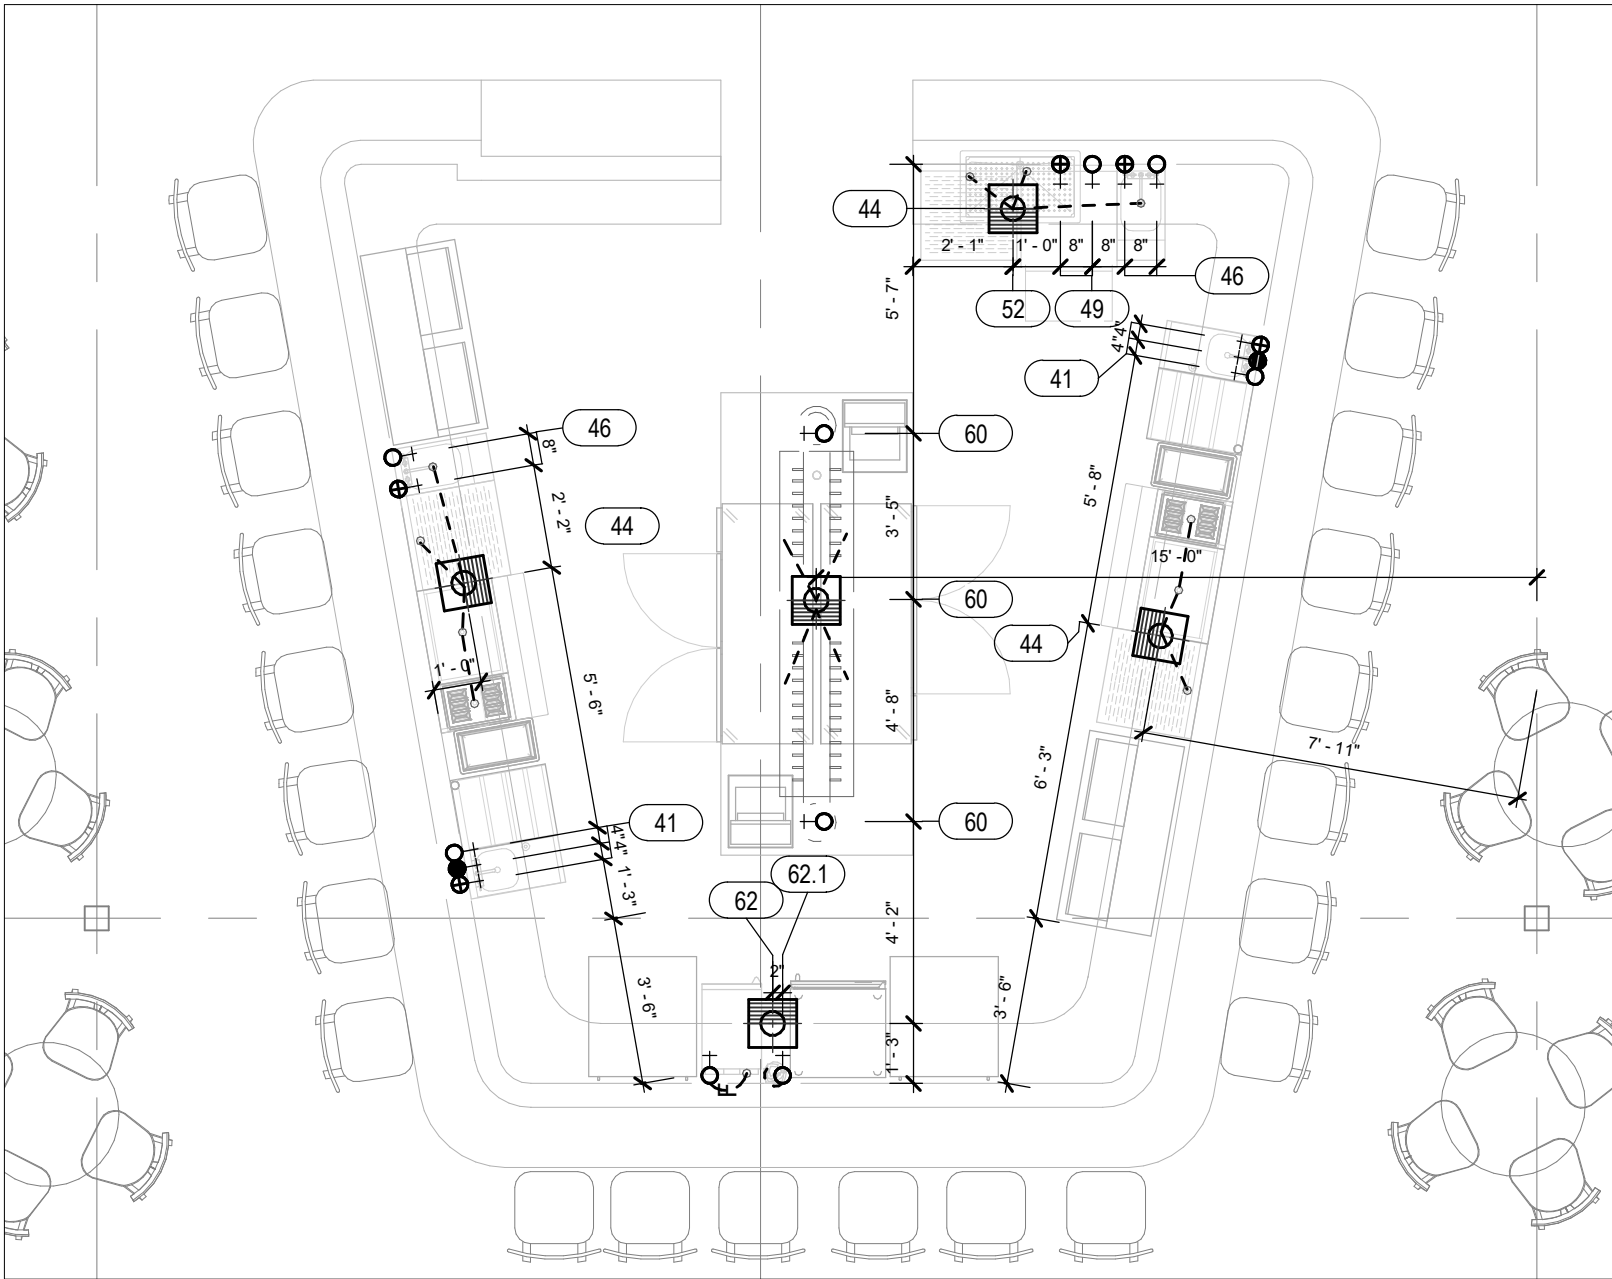 44
2' - 1"
1' - 0"
8"
8"
8"
46
52
49
5' - 7"
4"
4"
41
46
8"
60
5' - 8"
2' - 2"
44
3' - 5"
15' - 0"
60
44
1' - 0"
5' - 6"
4' - 8"
7' - 11"
6' - 3"
41
60
4"
4"
1' - 3"
62
62.1
4' - 2"
2"
3' - 6"
3' - 6"
1' - 3"
F